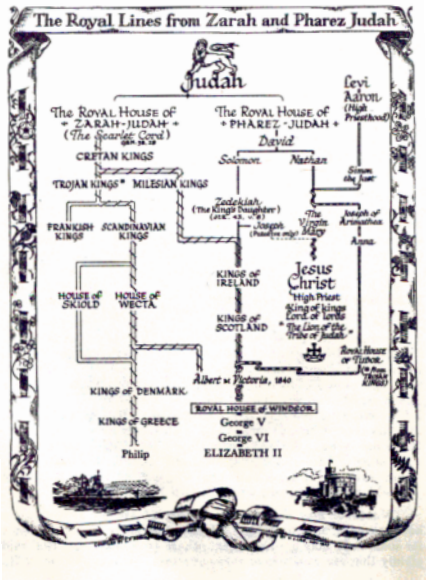 The Royal Lines from Zarah and Pharez Judah
Judah
The Royal House of
ZARAH-JUDAH
(The Scarlet Cord)
The Royal House of
PHAREZ-JUDAH
Levi
Aaron
(High
Priesthood)
David
CRETAN KINGS
Solomon
Nathan
Simon
the Just
"TROJAN KINGS"
MILESIAN KINGS
Zedekiah
(The King's Daughter)
Joseph
The
Virgin
Mary
Joseph of
Arimathea
Anna
FRANKISH
KINGS
SCANDINAVIAN
KINGS
Jesus
Christ
High Priest
King of kings
Lord of lords
"The Lion of the
Tribe of Judah"
KINGS of
IRELAND
HOUSE of
SKIOLD
HOUSE of
WECTA
KINGS of
SCOTLAND
Royal House
of Tudor
(* From
TROJAN
KINGS)
Albert m Victoria, 1840
KINGS of DENMARK
ROYAL HOUSE OF WINDSOR
KINGS of GREECE
George V
George VI
Philip
ELIZABETH II